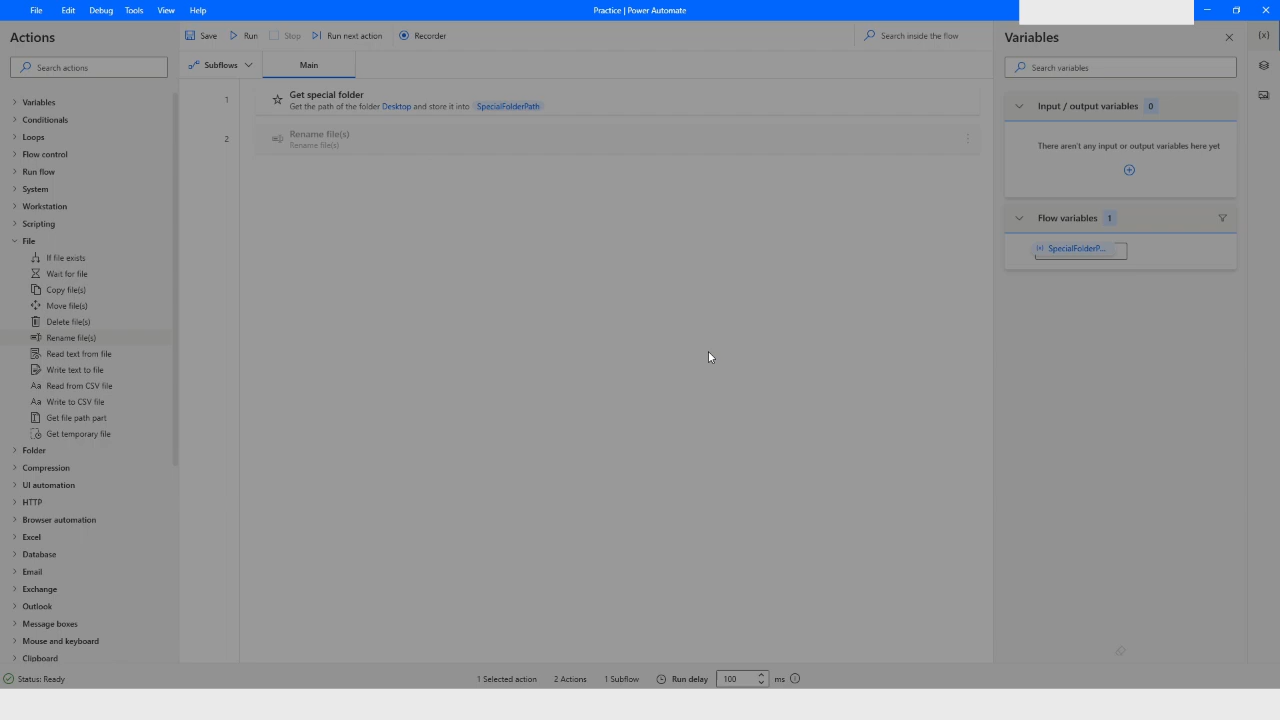 File Edit Debug Tools View Help
Practice | Power Automate
Actions
Save Run Stop Run next action Recorder
Search inside the flow
Variables
{x}
Search actions
Subflows Main
Search variables
Variables
Conditionals
Loops
Flow control
Run flow
System
Workstation
Scripting
File
If file exists
Wait for file
Copy file(s)
Move file(s)
Delete file(s)
Rename file(s)
Read text from file
Write text to file
Aa Read from CSV file
Aa Write to CSV file
Get file path part
Get temporary file
Folder
Compression
UI automation
HTTP
Browser automation
Excel
Database
Email
Exchange
Outlook
Message boxes
Mouse and keyboard
Clipboard
1
Get special folder
Get the path of the folder Desktop and store it into SpecialFolderPath
2
Rename file(s)
Rename file(s)
Input / output variables 0
There aren't any input or output variables here yet
Flow variables 1
{x} SpecialFolderP...
Status: Ready
1 Selected action 2 Actions 1 Subflow Run delay 100 ms